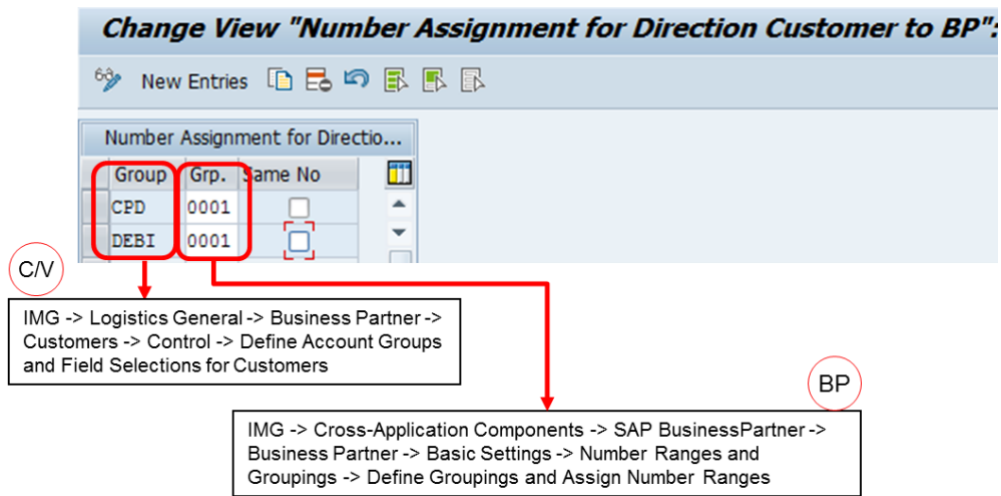 Change View "Number Assignment for Direction Customer to BP":
New Entries
Number Assignment for Directio...
Group Grp. Same No
CPD 0001
DEBI 0001
C/V
IMG -> Logistics General -> Business Partner ->
Customers -> Control -> Define Account Groups
and Field Selections for Customers
BP
IMG -> Cross-Application Components -> SAP BusinessPartner ->
Business Partner -> Basic Settings -> Number Ranges and
Groupings -> Define Groupings and Assign Number Ranges